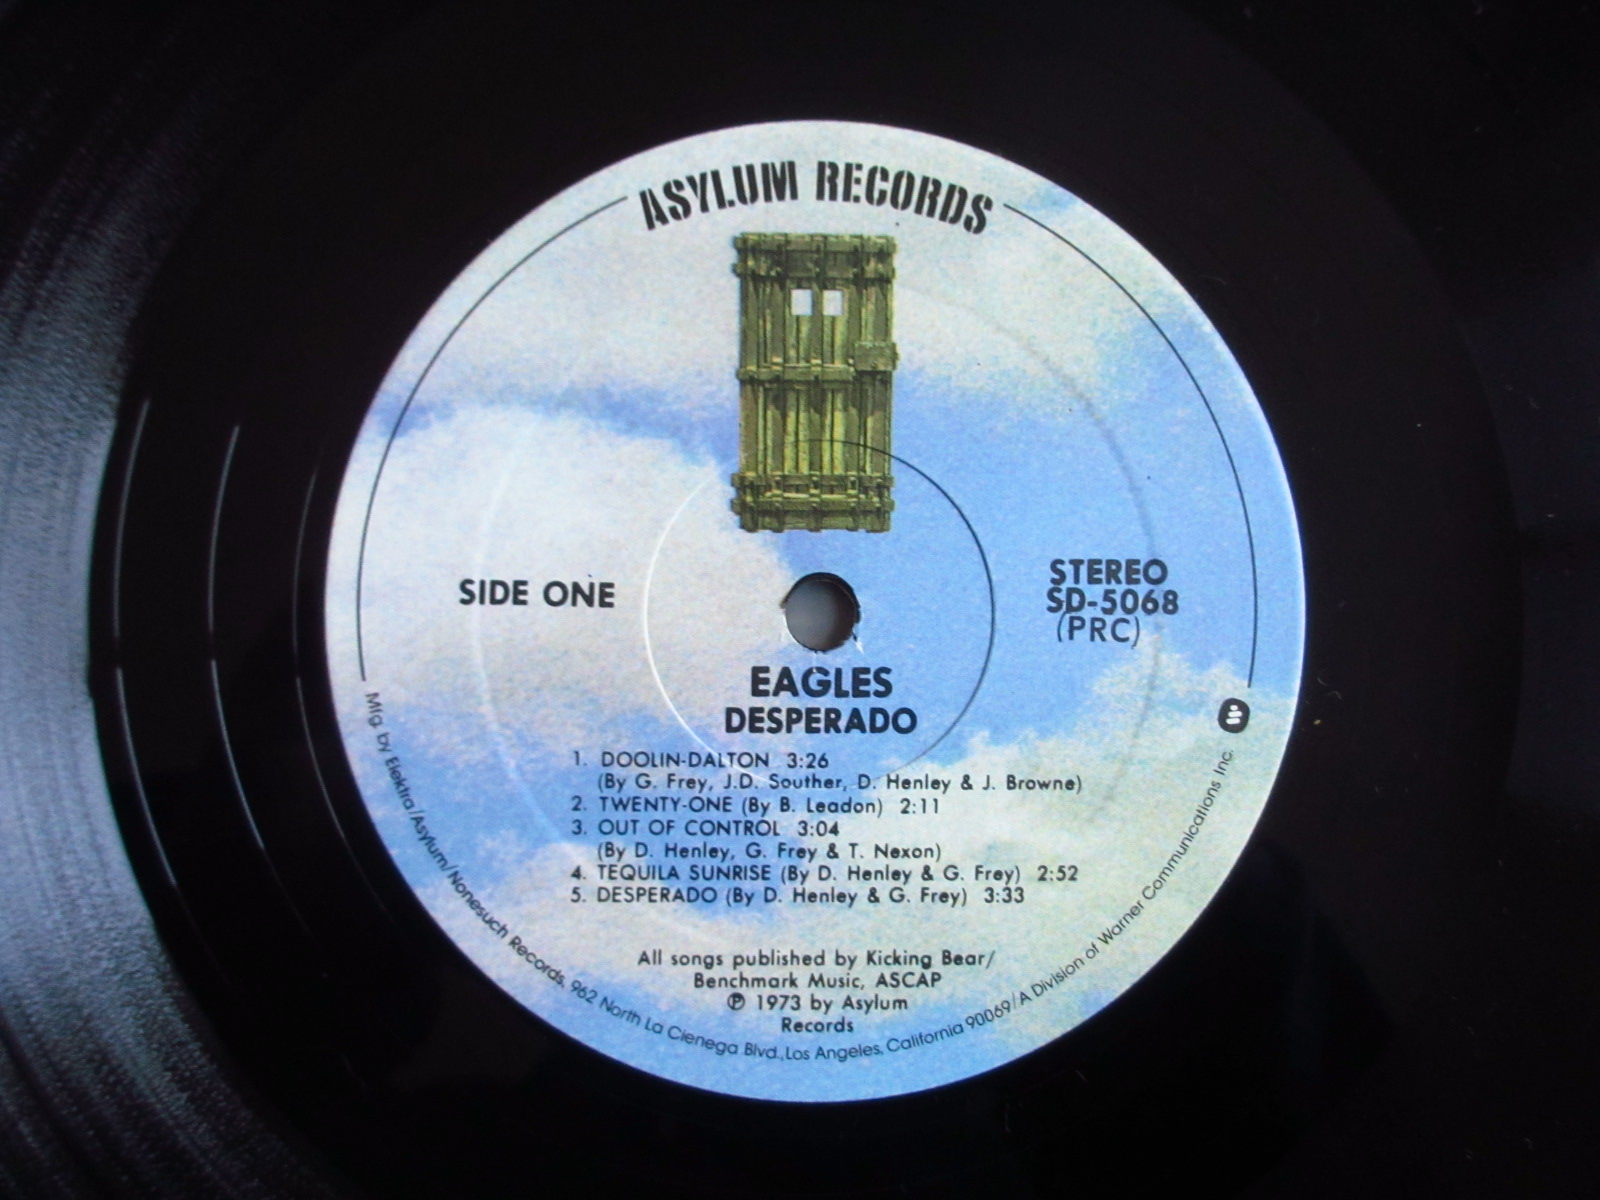 ASYLUM RECORDS
SIDE ONE
STEREO
SD-5068
(PRC)
EAGLES
DESPERADO
1. DOOLIN-DALTON 3:26
(By G. Frey, J.D. Souther, D. Henley & J. Browne)
2. TWENTY-ONE (By B. Leadon) 2:11
3. OUT OF CONTROL 3:04
(By D. Henley, G. Frey & T. Nexon)
4. TEQUILA SUNRISE (By D. Henley & G. Frey) 2:52
5. DESPERADO (By D. Henley & G. Frey) 3:33
All songs published by Kicking Bear/
Benchmark Music, ASCAP
℗ 1973 by Asylum
Records
Mfg. by Elektra/Asylum/Nonesuch Records, 962 North La Cienega Blvd., Los Angeles, California 90069/A Division of Warner Communications Inc.